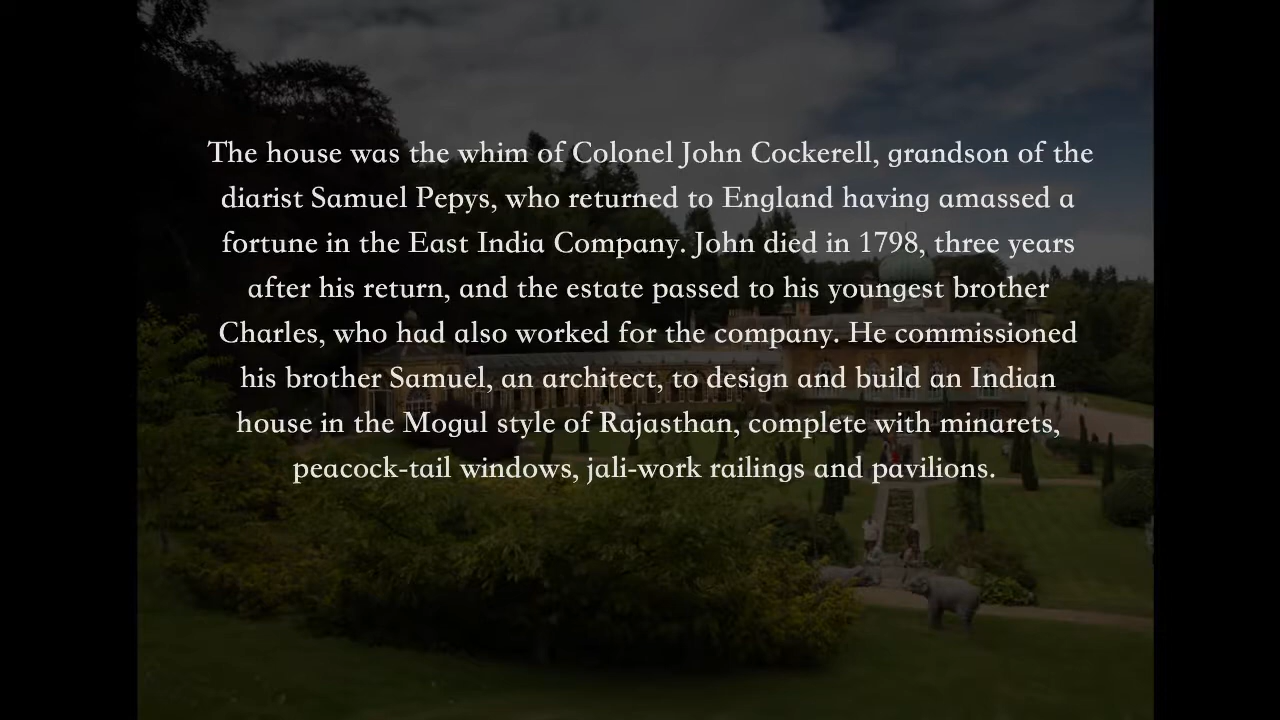 The house was the whim of Colonel John Cockerell, grandson of the
diarist Samuel Pepys, who returned to England having amassed a
fortune in the East India Company. John died in 1798, three years
after his return, and the estate passed to his youngest brother
Charles, who had also worked for the company. He commissioned
his brother Samuel, an architect, to design and build an Indian
house in the Mogul style of Rajasthan, complete with minarets,
peacock-tail windows, jali-work railings and pavilions.